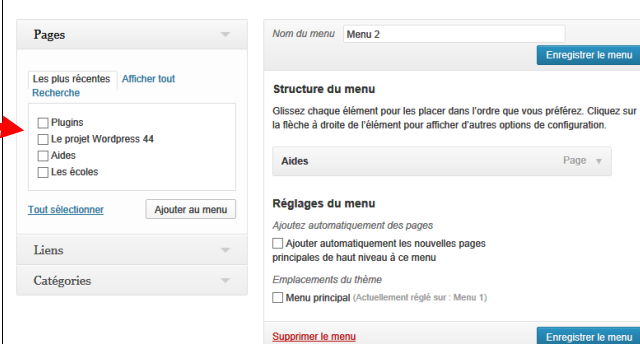 Pages
Les plus récentes Afficher tout
Recherche
Plugins
Le projet Wordpress 44
Aides
Les écoles
Tout sélectionner Ajouter au menu
Liens
Catégories
Nom du menu Menu 2
Enregistrer le menu
Structure du menu
Glissez chaque élément pour les placer dans l'ordre que vous préférez. Cliquez sur
la flèche à droite de l'élément pour afficher d'autres options de configuration.
Aides Page
Réglages du menu
Ajoutez automatiquement des pages
Ajouter automatiquement les nouvelles pages
principales de haut niveau à ce menu
Emplacements du thème
Menu principal (Actuellement réglé sur : Menu 1)
Supprimer le menu Enregistrer le menu